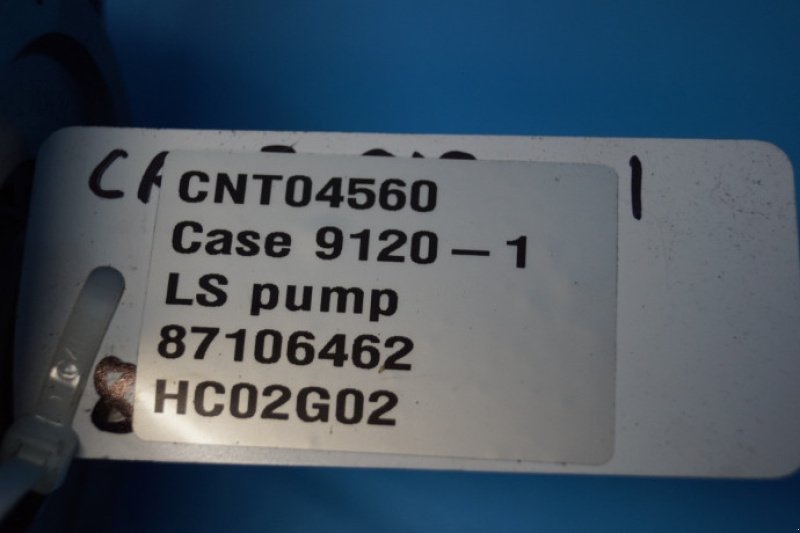 CNT04560
Case 9120 – 1
LS pump
87106462
HC02G02